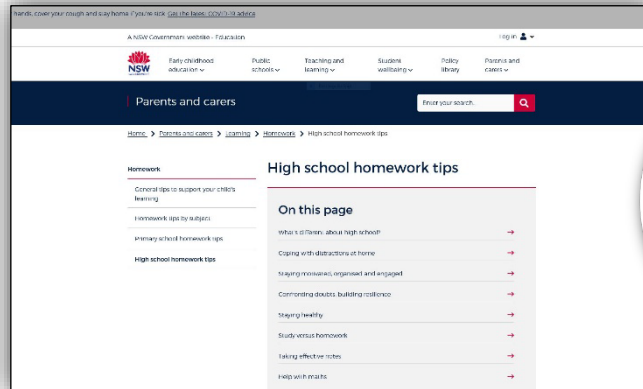 hands, cover your cough and stay home if you're sick. Get the latest COVID-19 advice
A NSW Government website - Education
Log in
NSW
Early childhood education
Public schools
Teaching and learning
Student wellbeing
Policy library
Parents and carers
Parents and carers
Enter your search.
Home > Parents and carers > Learning > Homework > High school homework tips
Homework
General tips to support your child's
learning
Homework tips by subject
Primary school homework tips
High school homework tips
High school homework tips
On this page
What's different about high school?
Coping with distractions at home
Staying motivated, organised and engaged
Confronting doubts, building resilience
Staying healthy
Study versus homework
Taking effective notes
Help with maths